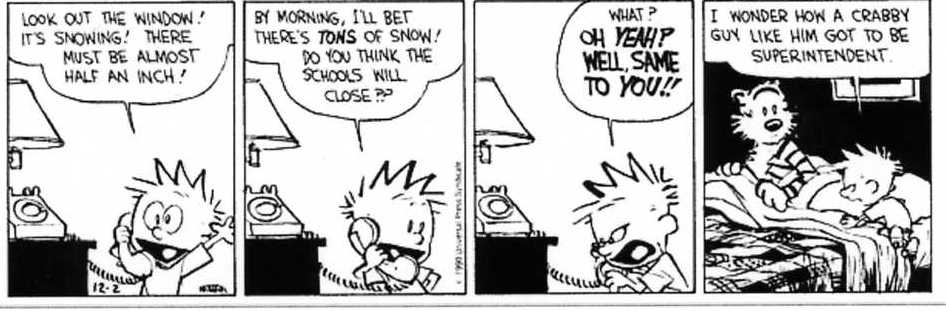 LOOK OUT THE WINDOW!
IT'S SNOWING! THERE
MUST BE ALMOST
HALF AN INCH!
12-2
BY MORNING, I'LL BET
THERE'S TONS OF SNOW!
DO YOU THINK THE
SCHOOLS WILL
CLOSE??
© 1990 Universal Press Syndicate
WHAT?
OH YEAH?
WELL, SAME
TO YOU!!
I WONDER HOW A CRABBY
GUY LIKE HIM GOT TO BE
SUPERINTENDENT.